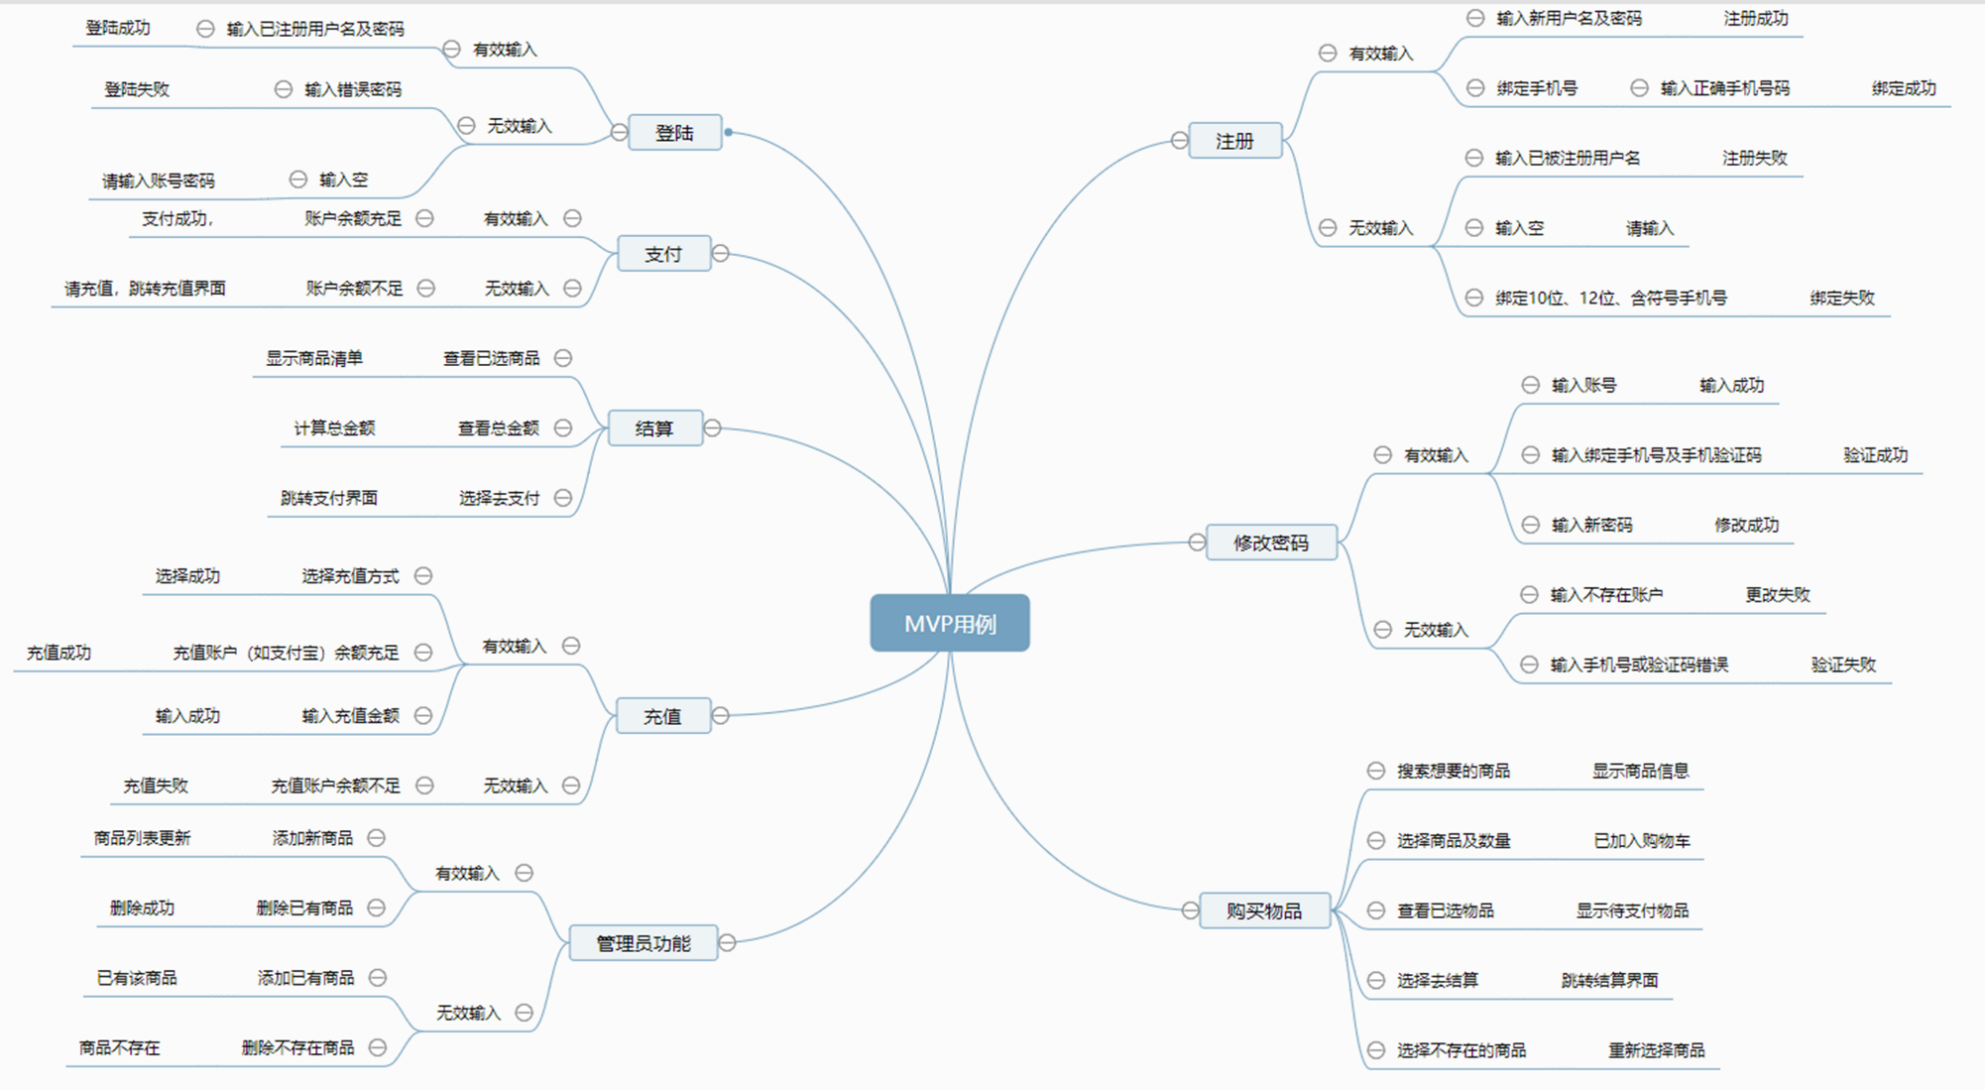 MVP用例
登陆
有效输入
输入已注册用户名及密码
登陆成功
无效输入
输入错误密码
登陆失败
输入空
请输入账号密码
支付
有效输入
账户余额充足
支付成功，
无效输入
账户余额不足
请充值，跳转充值界面
结算
查看已选商品
显示商品清单
查看总金额
计算总金额
选择去支付
跳转支付界面
充值
有效输入
选择充值方式
选择成功
充值账户（如支付宝）余额充足
充值成功
输入充值金额
输入成功
无效输入
充值账户余额不足
充值失败
管理员功能
有效输入
添加新商品
商品列表更新
删除已有商品
删除成功
无效输入
添加已有商品
已有该商品
删除不存在商品
商品不存在
注册
有效输入
输入新用户名及密码
注册成功
绑定手机号
输入正确手机号码
绑定成功
无效输入
输入已被注册用户名
注册失败
输入空
请输入
绑定10位、12位、含符号手机号
绑定失败
修改密码
有效输入
输入账号
输入成功
输入绑定手机号及手机验证码
验证成功
输入新密码
修改成功
无效输入
输入不存在账户
更改失败
输入手机号或验证码错误
验证失败
购买物品
搜索想要的商品
显示商品信息
选择商品及数量
已加入购物车
查看已选物品
显示待支付物品
选择去结算
跳转结算界面
选择不存在的商品
重新选择商品